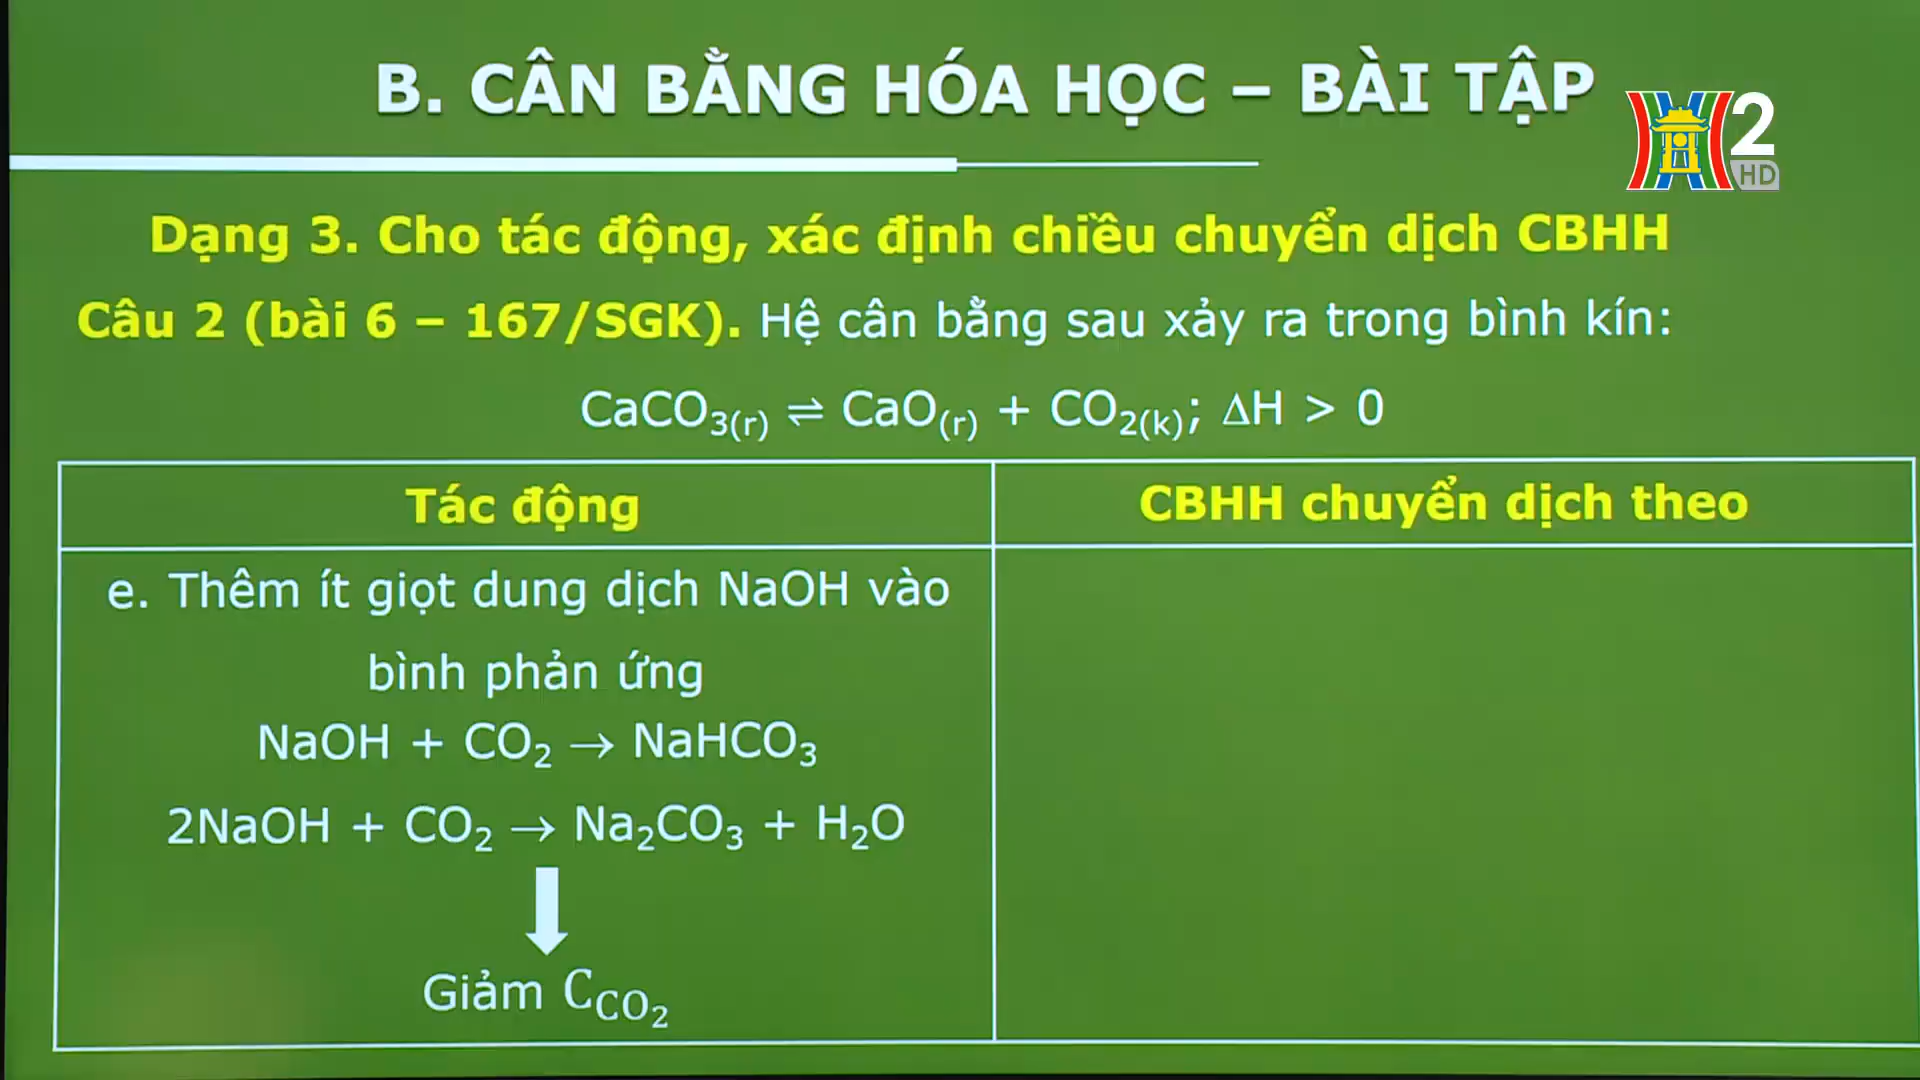 B. CÂN BẰNG HÓA HỌC – BÀI TẬP
2
HD
Dạng 3. Cho tác động, xác định chiều chuyển dịch CBHH
Câu 2 (bài 6 – 167/SGK). Hệ cân bằng sau xảy ra trong bình kín:
CaCO₃₍ᵣ₎ ⇌ CaO₍ᵣ₎ + CO₂₍ₖ₎; ΔH > 0
Tác động
CBHH chuyển dịch theo
e. Thêm ít giọt dung dịch NaOH vào
bình phản ứng
NaOH + CO₂ → NaHCO₃
2NaOH + CO₂ → Na₂CO₃ + H₂O
Giảm C_CO₂